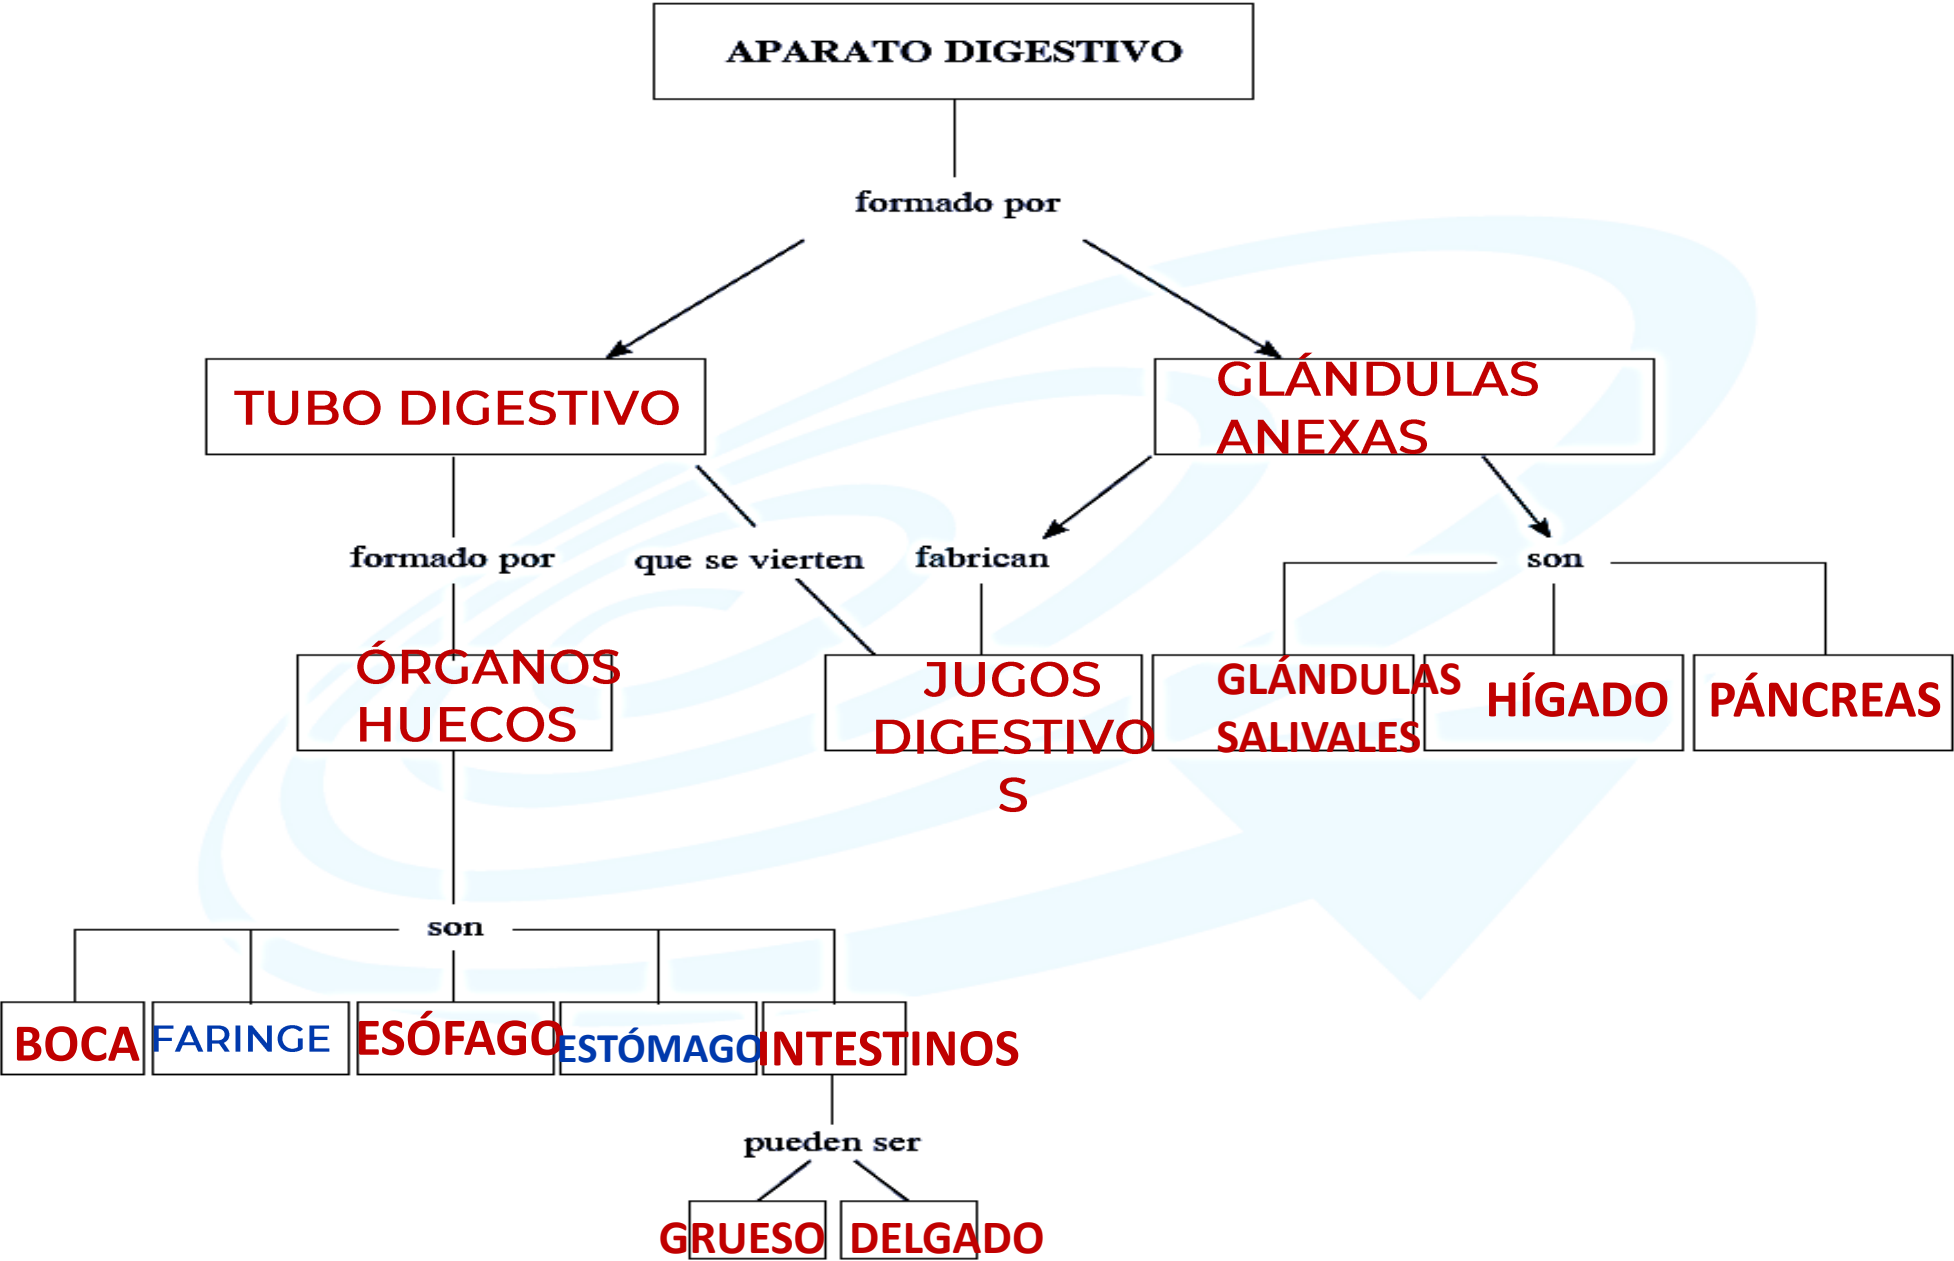 APARATO DIGESTIVO
formado por
TUBO DIGESTIVO
GLÁNDULAS
ANEXAS
formado por
que se vierten
fabrican
son
ÓRGANOS
HUECOS
JUGOS
DIGESTIVO
S
GLÁNDULAS
SALIVALES
HÍGADO
PÁNCREAS
son
BOCA
FARINGE
ESÓFAGO
ESTÓMAGO
INTESTINOS
pueden ser
GRUESO
DELGADO